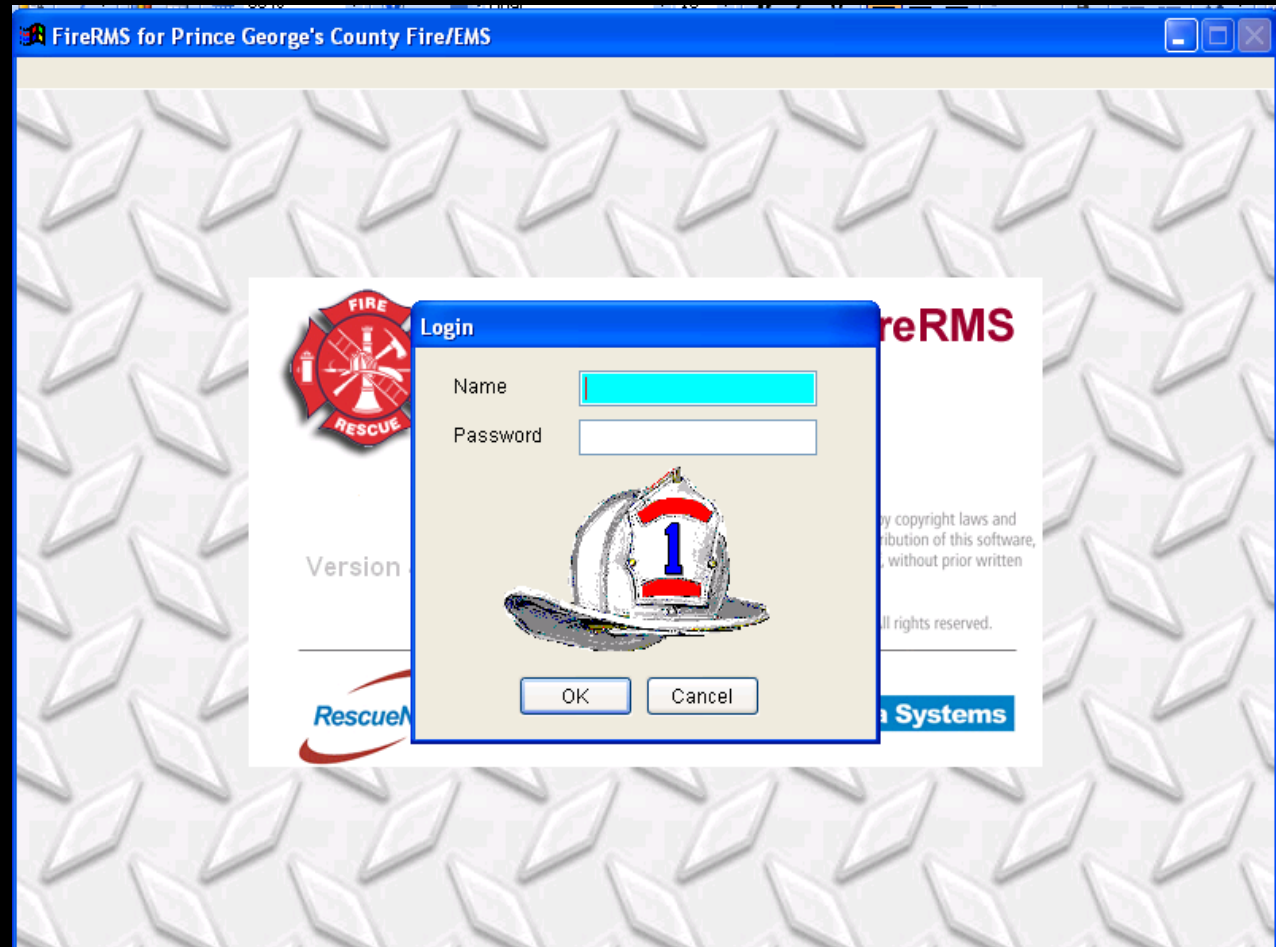 FireRMS for Prince George's County Fire/EMS
FIRE
RESCUE
reRMS
Login
Name
Password
1
Version
by copyright laws and
ribution of this software,
, without prior written
ll rights reserved.
OK
Cancel
RescueN
Systems